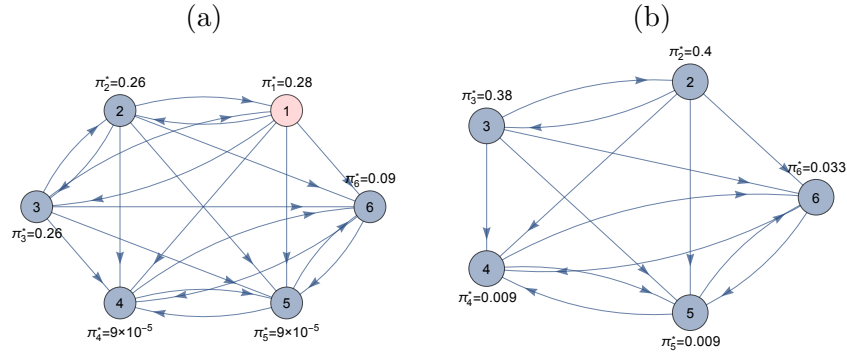 (a)
π₂*=0.26
π₁*=0.28
2
1
π₆*=0.09
3
6
π₃*=0.26
4
5
π₄*=9×10⁻⁵
π₅*=9×10⁻⁵
(b)
π₂*=0.4
π₃*=0.38
2
3
π₆*=0.033
6
4
π₄*=0.009
5
π₅*=0.009